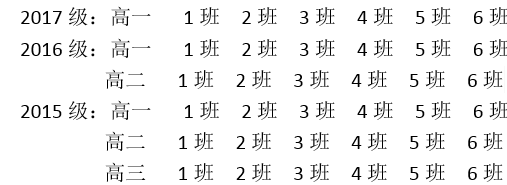 2017 级：高一 1 班 2 班 3 班 4 班 5 班 6 班
2016 级：高一 1 班 2 班 3 班 4 班 5 班 6 班
高二 1 班 2 班 3 班 4 班 5 班 6 班
2015 级：高一 1 班 2 班 3 班 4 班 5 班 6 班
高二 1 班 2 班 3 班 4 班 5 班 6 班
高三 1 班 2 班 3 班 4 班 5 班 6 班